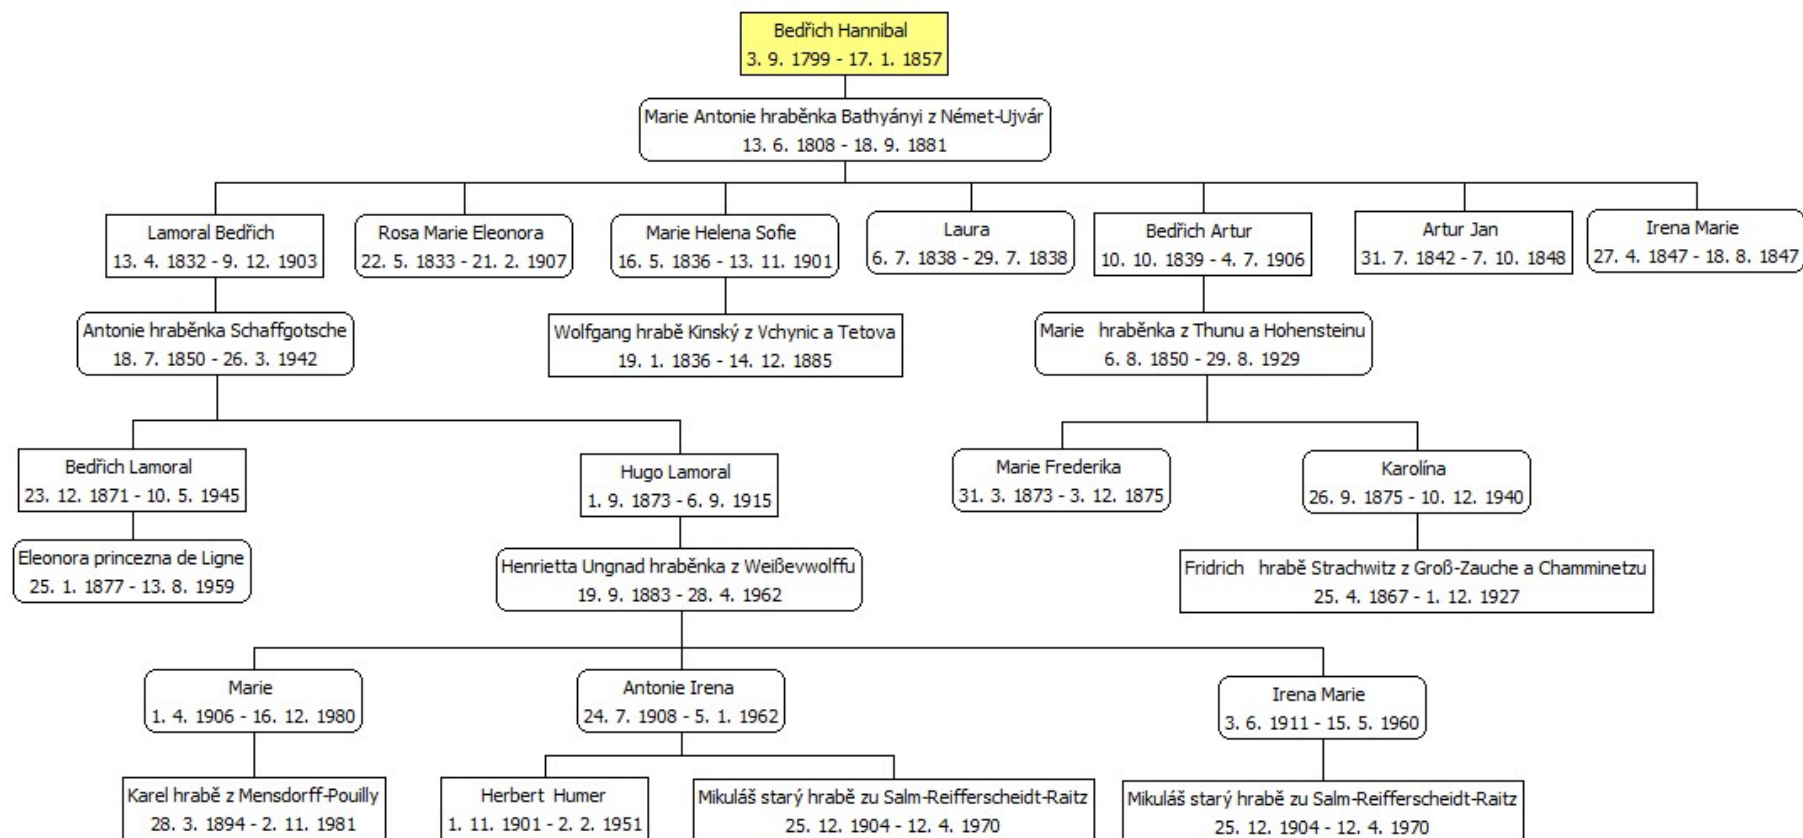 Bedřich Hannibal
3. 9. 1799 - 17. 1. 1857
Marie Antonie hraběnka Bathyányi z Német-Ujvár
13. 6. 1808 - 18. 9. 1881
Lamoral Bedřich
13. 4. 1832 - 9. 12. 1903
Rosa Marie Eleonora
22. 5. 1833 - 21. 2. 1907
Marie Helena Sofie
16. 5. 1836 - 13. 11. 1901
Laura
6. 7. 1838 - 29. 7. 1838
Bedřich Artur
10. 10. 1839 - 4. 7. 1906
Artur Jan
31. 7. 1842 - 7. 10. 1848
Irena Marie
27. 4. 1847 - 18. 8. 1847
Antonie hraběnka Schaffgotsche
18. 7. 1850 - 26. 3. 1942
Wolfgang hrabě Kinský z Vchynic a Tetova
19. 1. 1836 - 14. 12. 1885
Marie hraběnka z Thunu a Hohensteinu
6. 8. 1850 - 29. 8. 1929
Bedřich Lamoral
23. 12. 1871 - 10. 5. 1945
Hugo Lamoral
1. 9. 1873 - 6. 9. 1915
Marie Frederika
31. 3. 1873 - 3. 12. 1875
Karolína
26. 9. 1875 - 10. 12. 1940
Eleonora princezna de Ligne
25. 1. 1877 - 13. 8. 1959
Henrietta Ungnad hraběnka z Weißevwolffu
19. 9. 1883 - 28. 4. 1962
Fridrich hrabě Strachwitz z Groß-Zauche a Chamminetzu
25. 4. 1867 - 1. 12. 1927
Marie
1. 4. 1906 - 16. 12. 1980
Antonie Irena
24. 7. 1908 - 5. 1. 1962
Irena Marie
3. 6. 1911 - 15. 5. 1960
Karel hrabě z Mensdorff-Pouilly
28. 3. 1894 - 2. 11. 1981
Herbert Humer
1. 11. 1901 - 2. 2. 1951
Mikuláš starý hrabě zu Salm-Reifferscheidt-Raitz
25. 12. 1904 - 12. 4. 1970
Mikuláš starý hrabě zu Salm-Reifferscheidt-Raitz
25. 12. 1904 - 12. 4. 1970